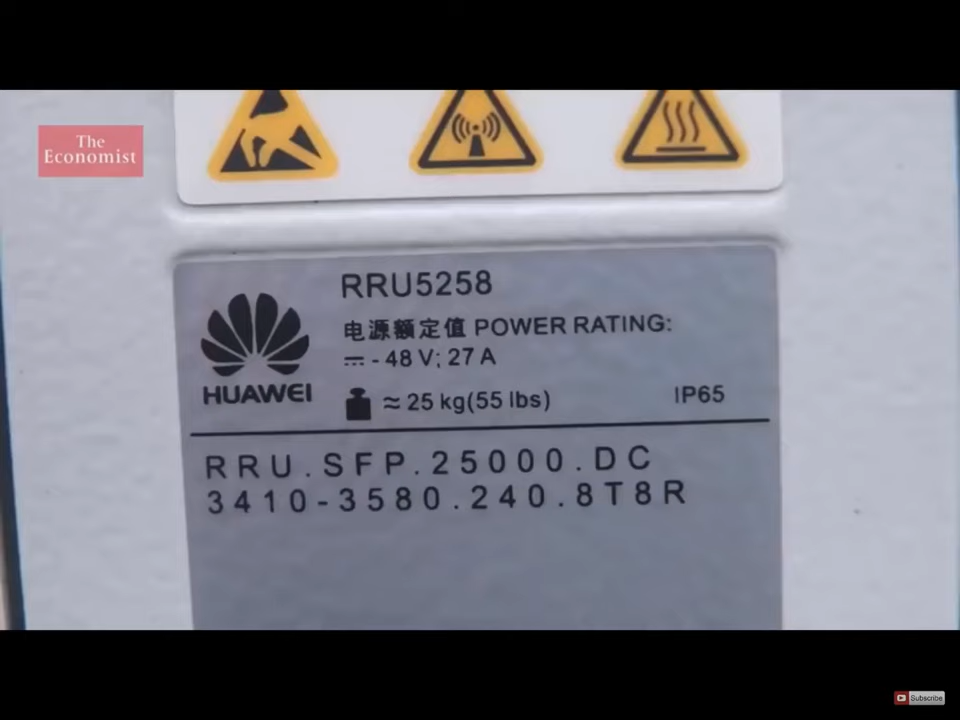 The
Economist
RRU5258
电源额定值 POWER RATING:
⎓ - 48 V; 27 A
HUAWEI
≈ 25 kg(55 lbs)
IP65
RRU.SFP.25000.DC
3410-3580.240.8T8R
Subscribe